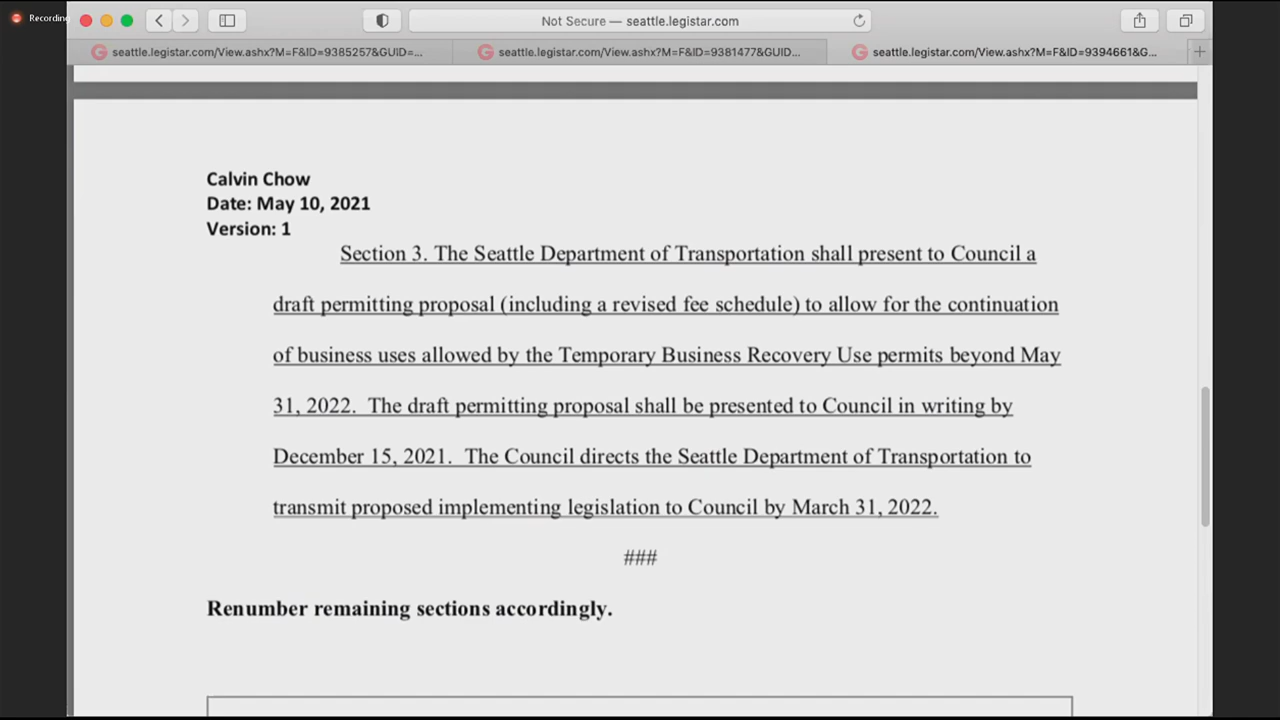 Recording
Not Secure — seattle.legistar.com
seattle.legistar.com/View.ashx?M=F&ID=9385257&GUID=...
seattle.legistar.com/View.ashx?M=F&ID=9381477&GUID...
seattle.legistar.com/View.ashx?M=F&ID=9394661&G...
Calvin Chow
Date: May 10, 2021
Version: 1
Section 3. The Seattle Department of Transportation shall present to Council a
draft permitting proposal (including a revised fee schedule) to allow for the continuation
of business uses allowed by the Temporary Business Recovery Use permits beyond May
31, 2022.  The draft permitting proposal shall be presented to Council in writing by
December 15, 2021.  The Council directs the Seattle Department of Transportation to
transmit proposed implementing legislation to Council by March 31, 2022.
###
Renumber remaining sections accordingly.